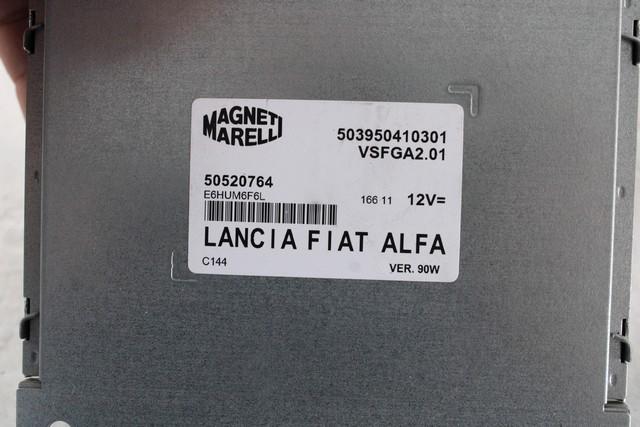 MAGNETI
MARELLI
503950410301
VSFGA2.01
50520764
E6HUM6F6L
166 11 12V=
LANCIA FIAT ALFA
C144 VER. 90W